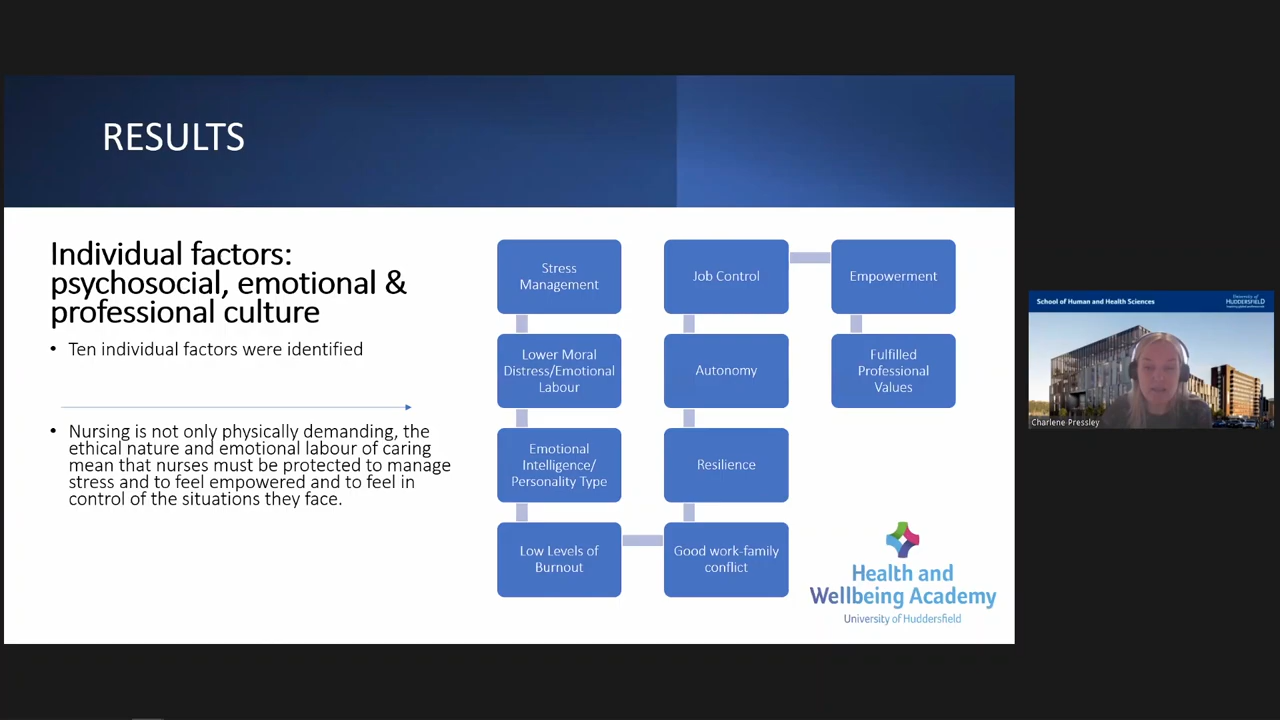 RESULTS
Individual factors:
psychosocial, emotional &
professional culture
• Ten individual factors were identified
• Nursing is not only physically demanding, the
ethical nature and emotional labour of caring
mean that nurses must be protected to manage
stress and to feel empowered and to feel in
control of the situations they face.
Stress
Management
Lower Moral
Distress/Emotional
Labour
Emotional
Intelligence/
Personality Type
Low Levels of
Burnout
Good work-family
conflict
Resilience
Autonomy
Job Control
Empowerment
Fulfilled
Professional
Values
Health and
Wellbeing Academy
University of Huddersfield
School of Human and Health Sciences
University of
HUDDERSFIELD
Charlene Pressley